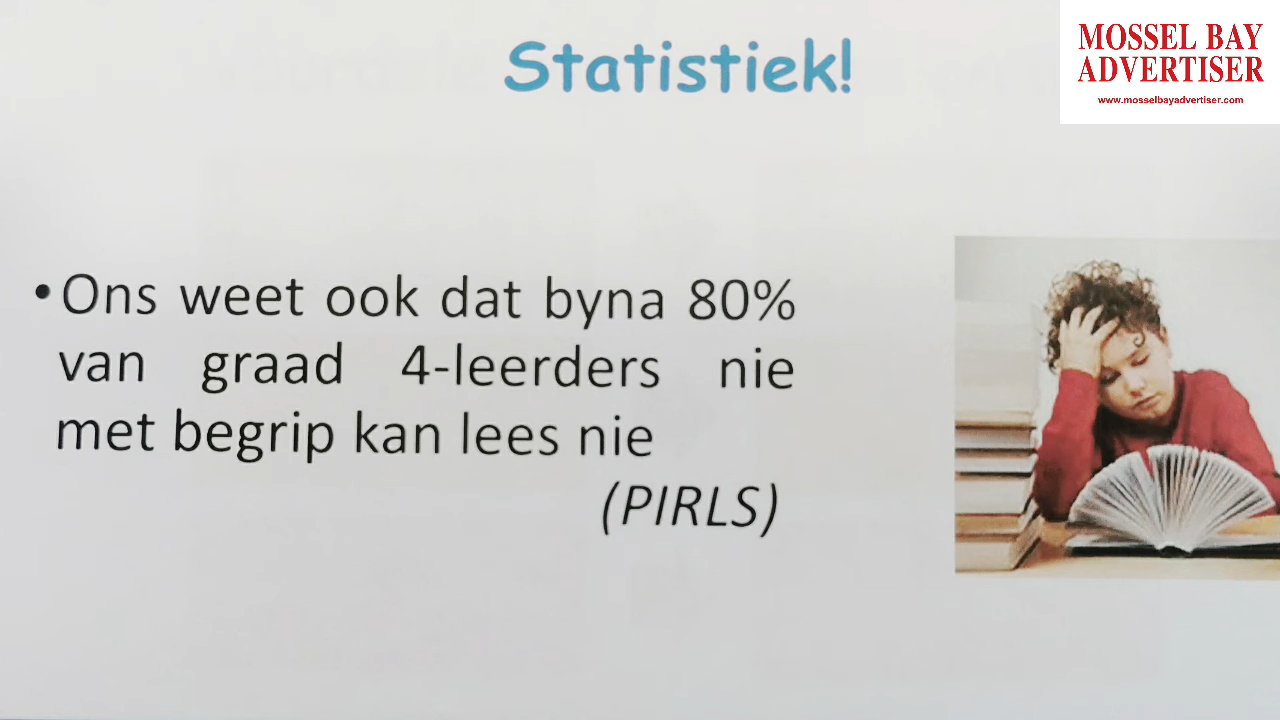 Statistiek!
MOSSEL BAY
ADVERTISER
www.mosselbayadvertiser.com
•Ons weet ook dat byna 80%
van graad 4-leerders nie
met begrip kan lees nie
(PIRLS)